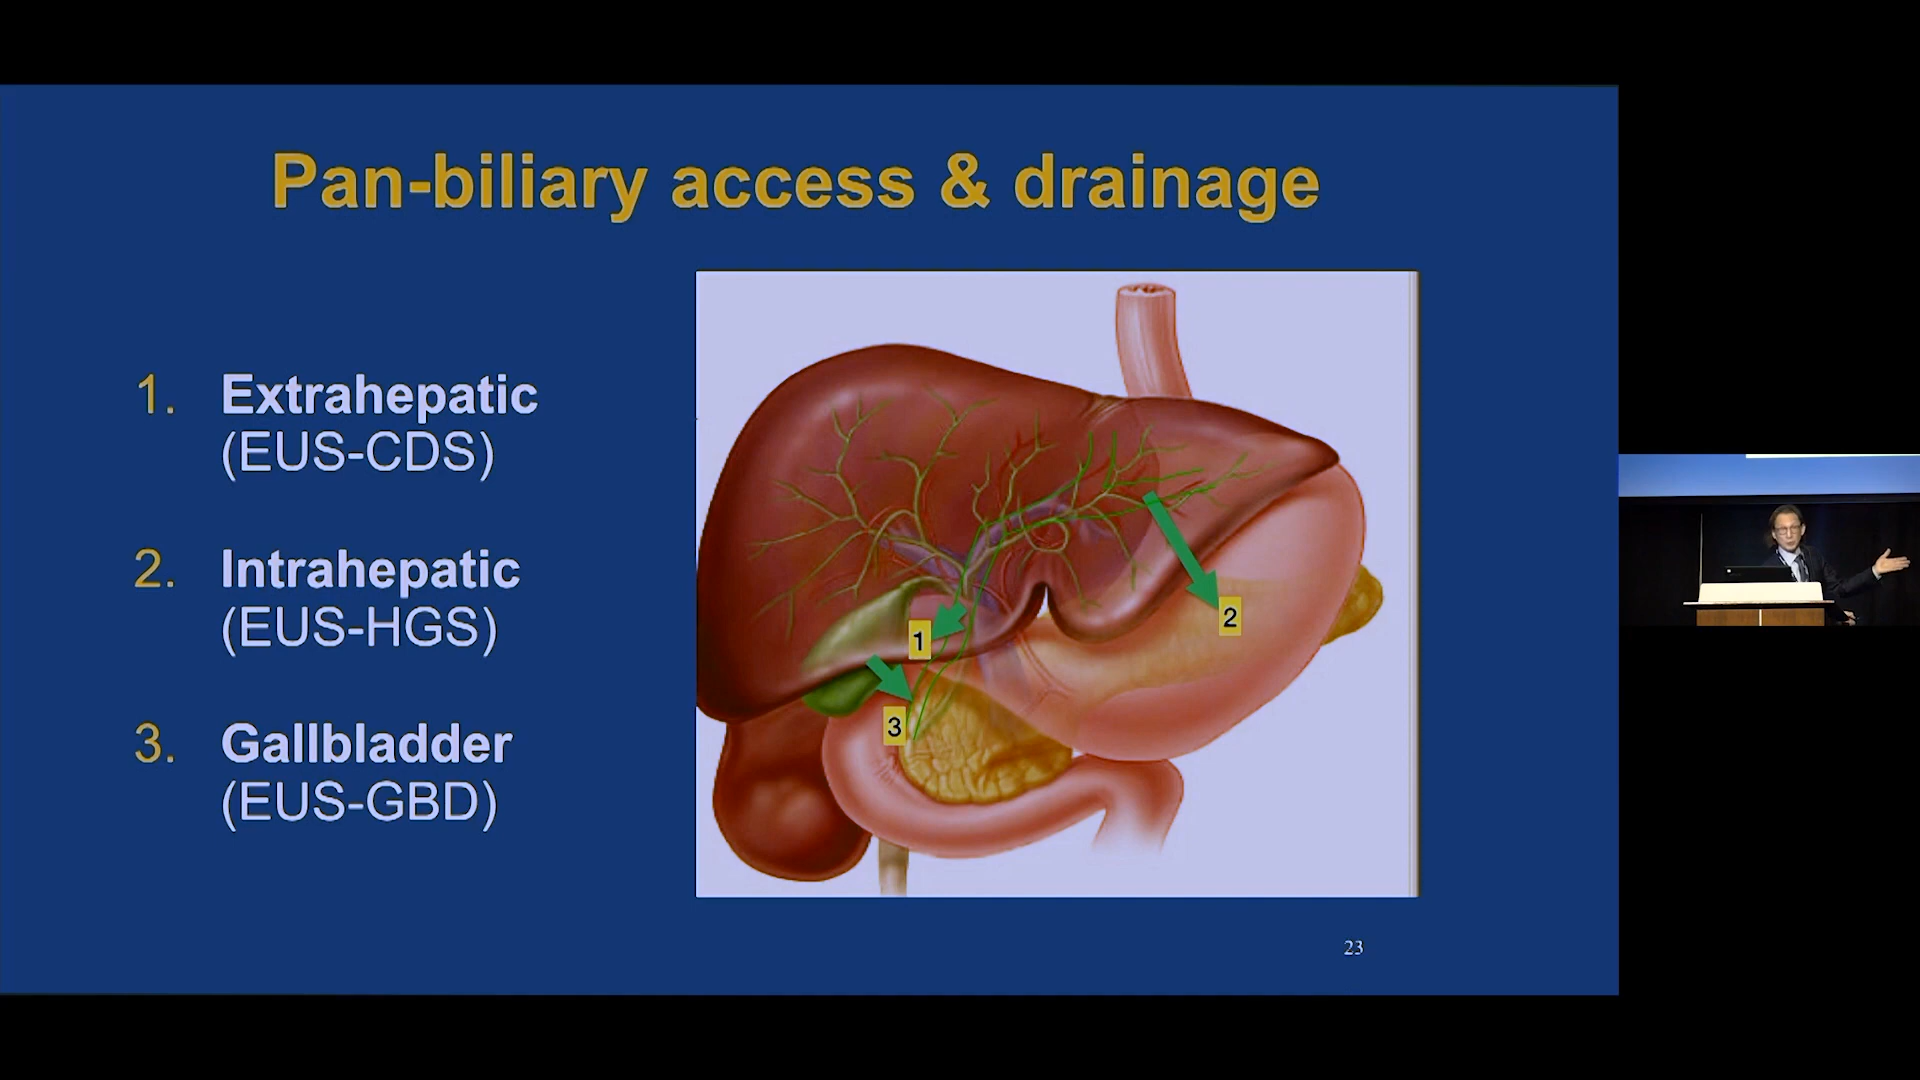 Pan-biliary access & drainage
1. Extrahepatic
(EUS-CDS)
2. Intrahepatic
(EUS-HGS)
3. Gallbladder
(EUS-GBD)
2
1
3
23